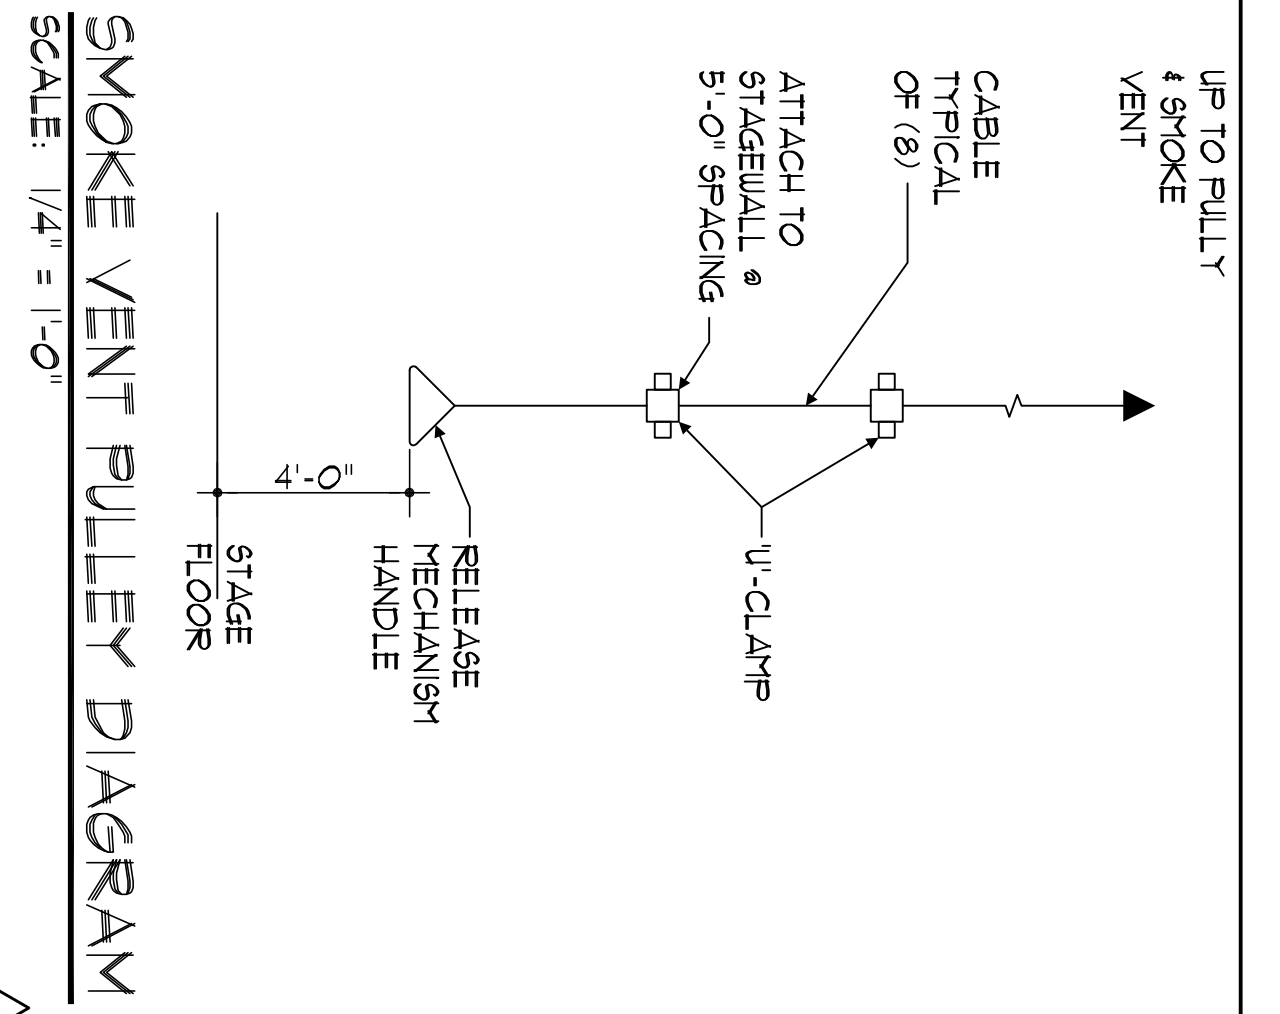 UP TO PULLY
& SMOKE
VENT
CABLE
TYPICAL
OF (8)
ATTACH TO
STAGEWALL @
5'-0" SPACING
'U'-CLAMP
RELEASE
MECHANISM
HANDLE
4'-0"
STAGE
FLOOR
SMOKE VENT PULLEY DIAGRAM
SCALE: 1/4" = 1'-0"